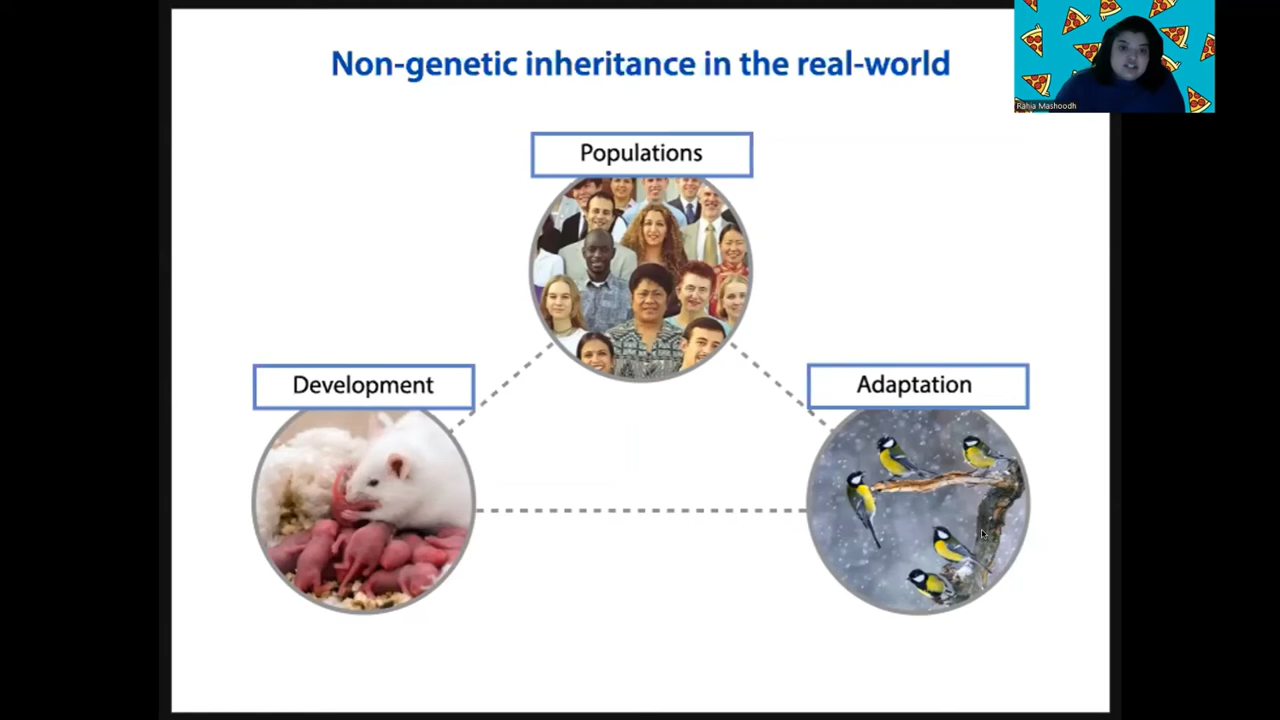 Non-genetic inheritance in the real-world
Rahia Mashoodh
Populations
Development
Adaptation